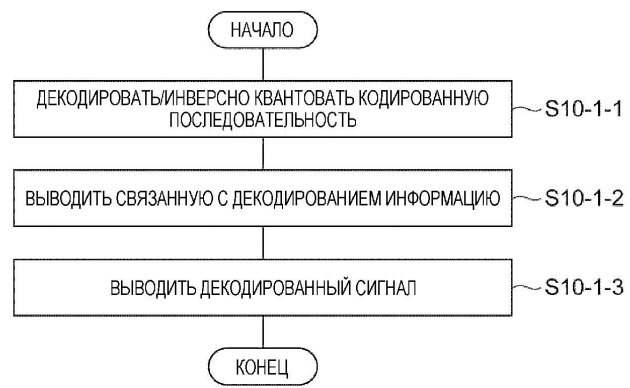 НАЧАЛО
ДЕКОДИРОВАТЬ/ИНВЕРСНО КВАНТОВАТЬ КОДИРОВАННУЮ
ПОСЛЕДОВАТЕЛЬНОСТЬ
S10-1-1
ВЫВОДИТЬ СВЯЗАННУЮ С ДЕКОДИРОВАНИЕМ ИНФОРМАЦИЮ
S10-1-2
ВЫВОДИТЬ ДЕКОДИРОВАННЫЙ СИГНАЛ
S10-1-3
КОНЕЦ